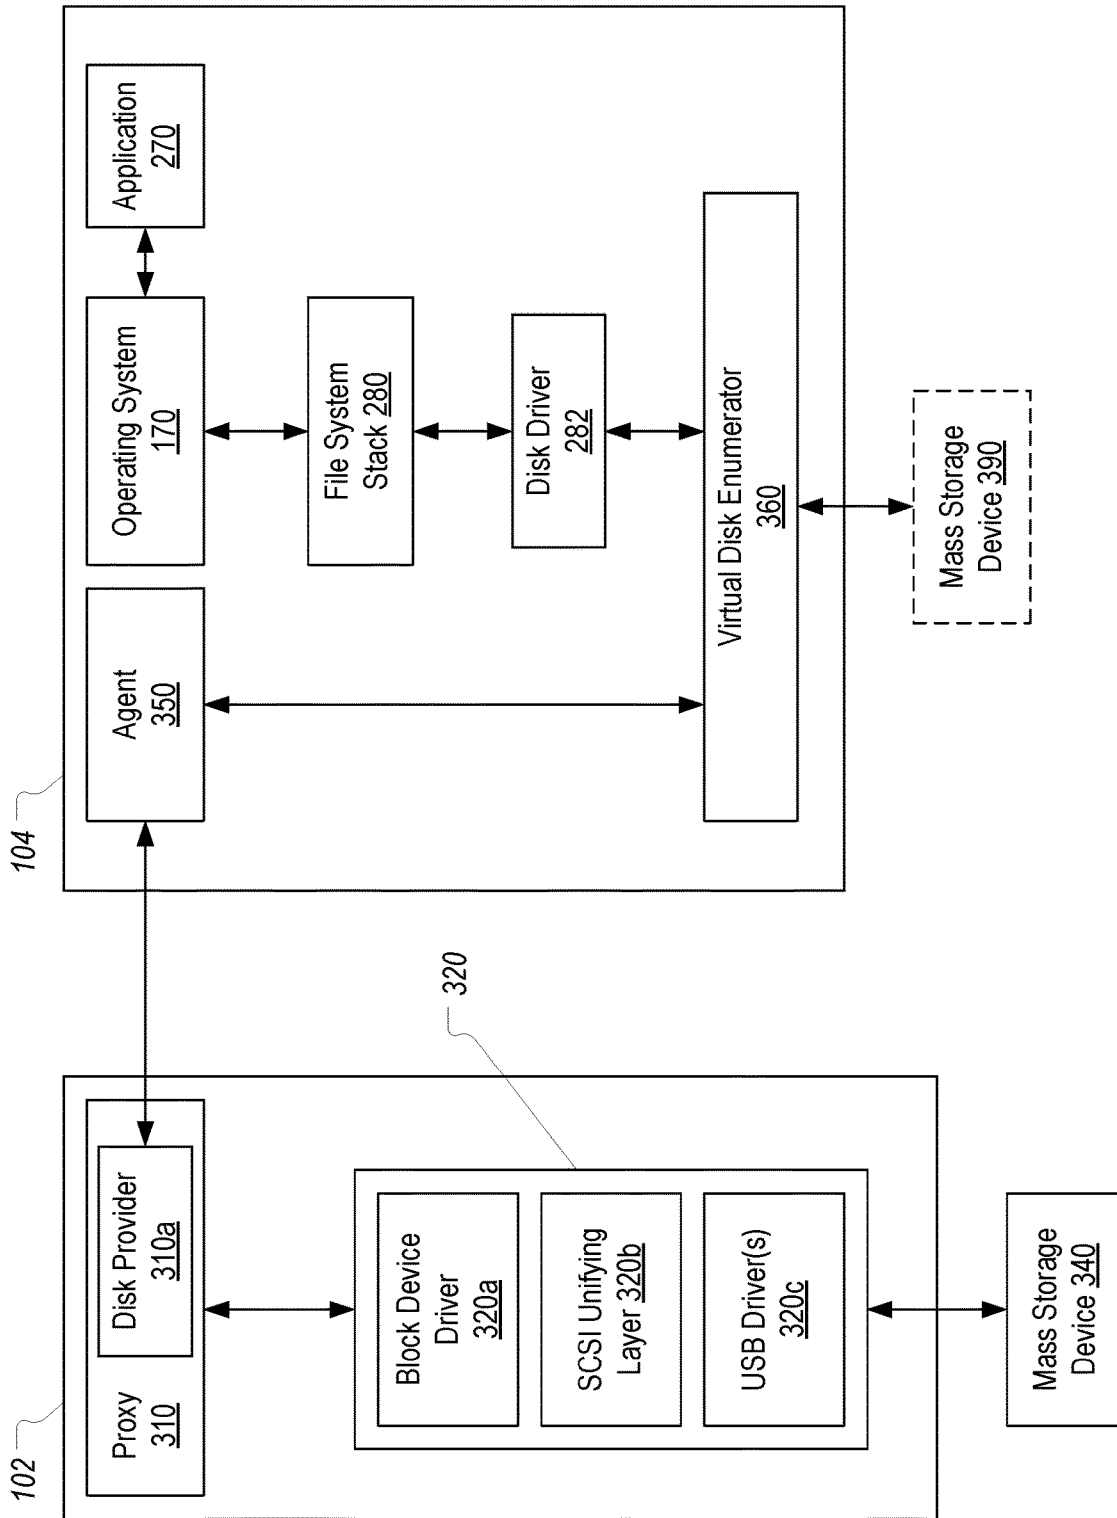 102
Proxy
310
Disk Provider
310a
320
Block Device
Driver
320a
SCSI Unifying
Layer 320b
USB Driver(s)
320c
Mass Storage
Device 340
104
Agent
350
Operating System
170
Application
270
File System
Stack 280
Disk Driver
282
Virtual Disk Enumerator
360
Mass Storage
Device 390